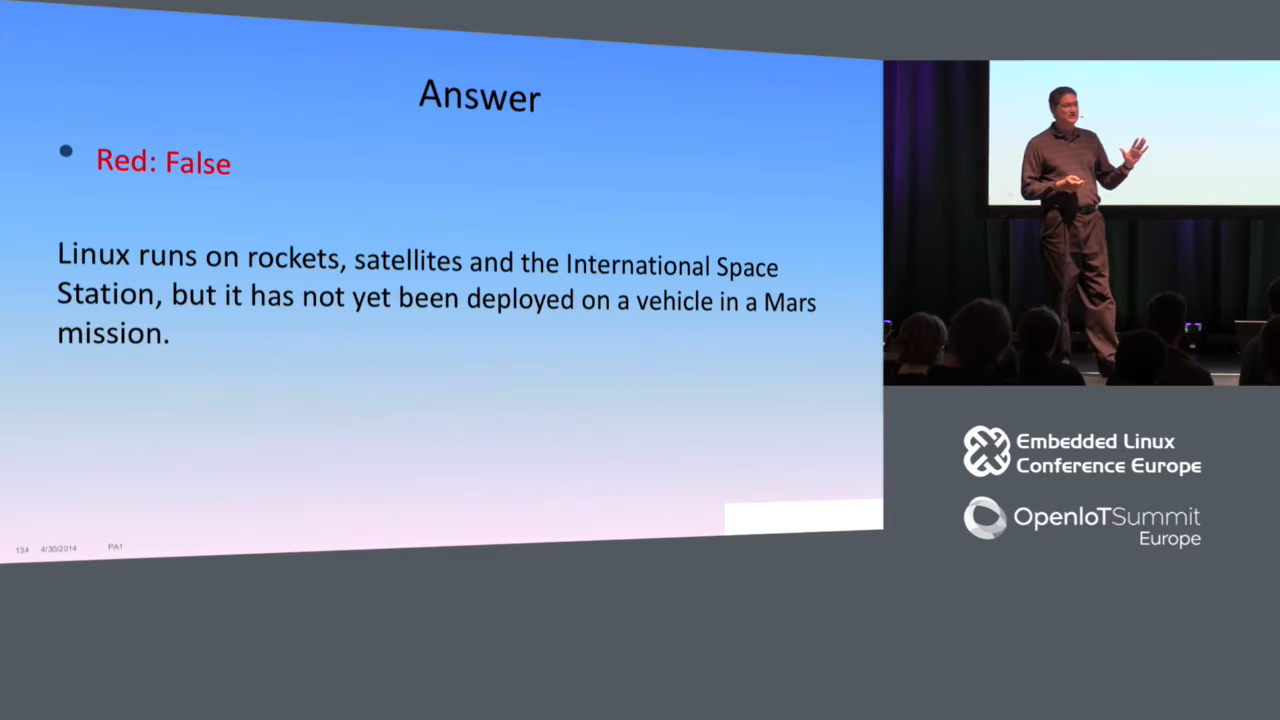 Answer
Red: False
Linux runs on rockets, satellites and the International Space
Station, but it has not yet been deployed on a vehicle in a Mars
mission.
134 4/30/2014 PA1
Embedded Linux
Conference Europe
OpenIoTSummit
Europe